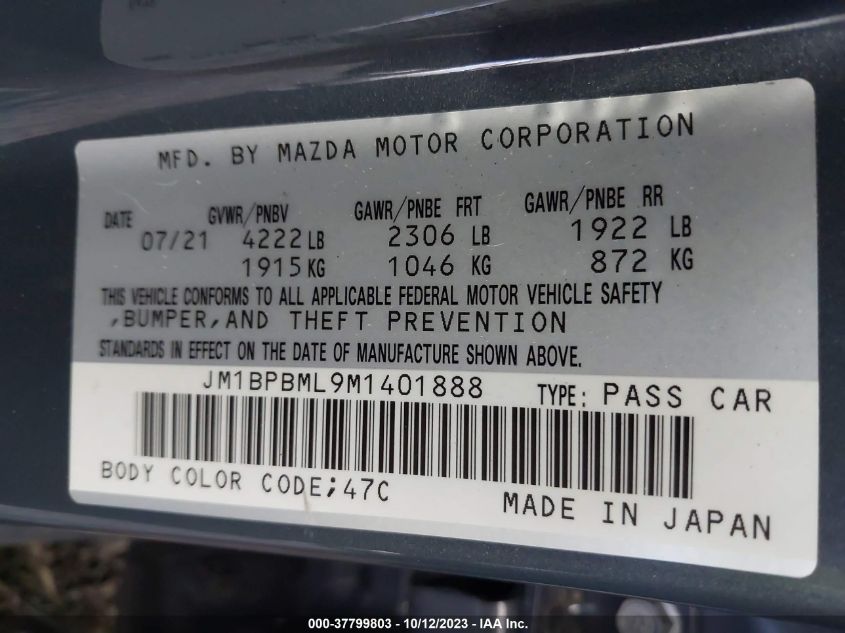 MFD. BY MAZDA MOTOR CORPORATION
DATE GVWR/PNBV GAWR/PNBE FRT GAWR/PNBE RR
07/21 4222 LB 2306 LB 1922 LB
1915 KG 1046 KG 872 KG
THIS VEHICLE CONFORMS TO ALL APPLICABLE FEDERAL MOTOR VEHICLE SAFETY
,BUMPER,AND THEFT PREVENTION
STANDARDS IN EFFECT ON THE DATE OF MANUFACTURE SHOWN ABOVE.
JM1BPBML9M1401888 TYPE: PASS CAR
BODY COLOR CODE;47C MADE IN JAPAN
000-37799803 - 10/12/2023 - IAA Inc.